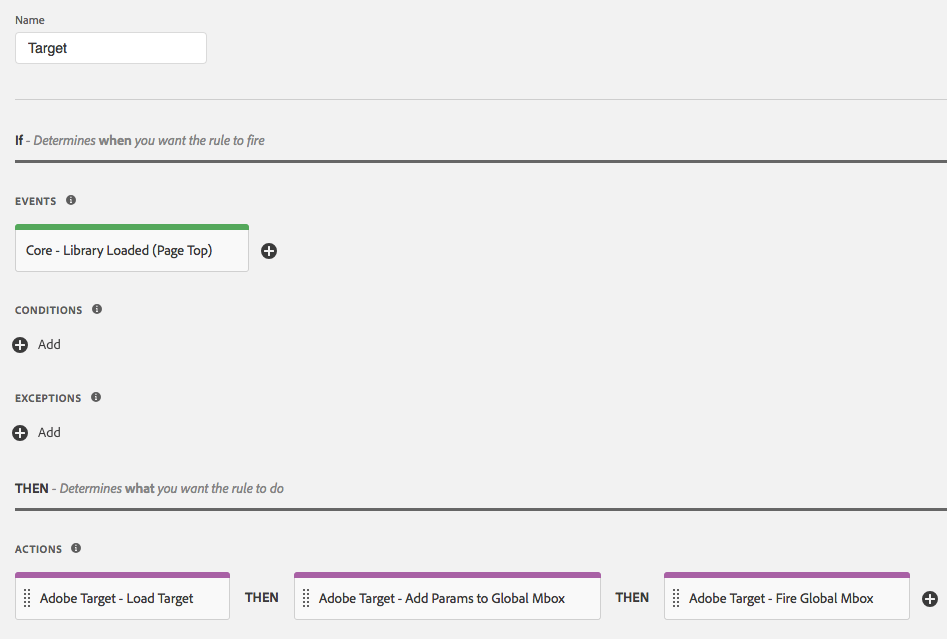 Name
Target
If - Determines when you want the rule to fire
EVENTS
Core - Library Loaded (Page Top)
CONDITIONS
Add
EXCEPTIONS
Add
THEN - Determines what you want the rule to do
ACTIONS
Adobe Target - Load Target THEN Adobe Target - Add Params to Global Mbox THEN Adobe Target - Fire Global Mbox